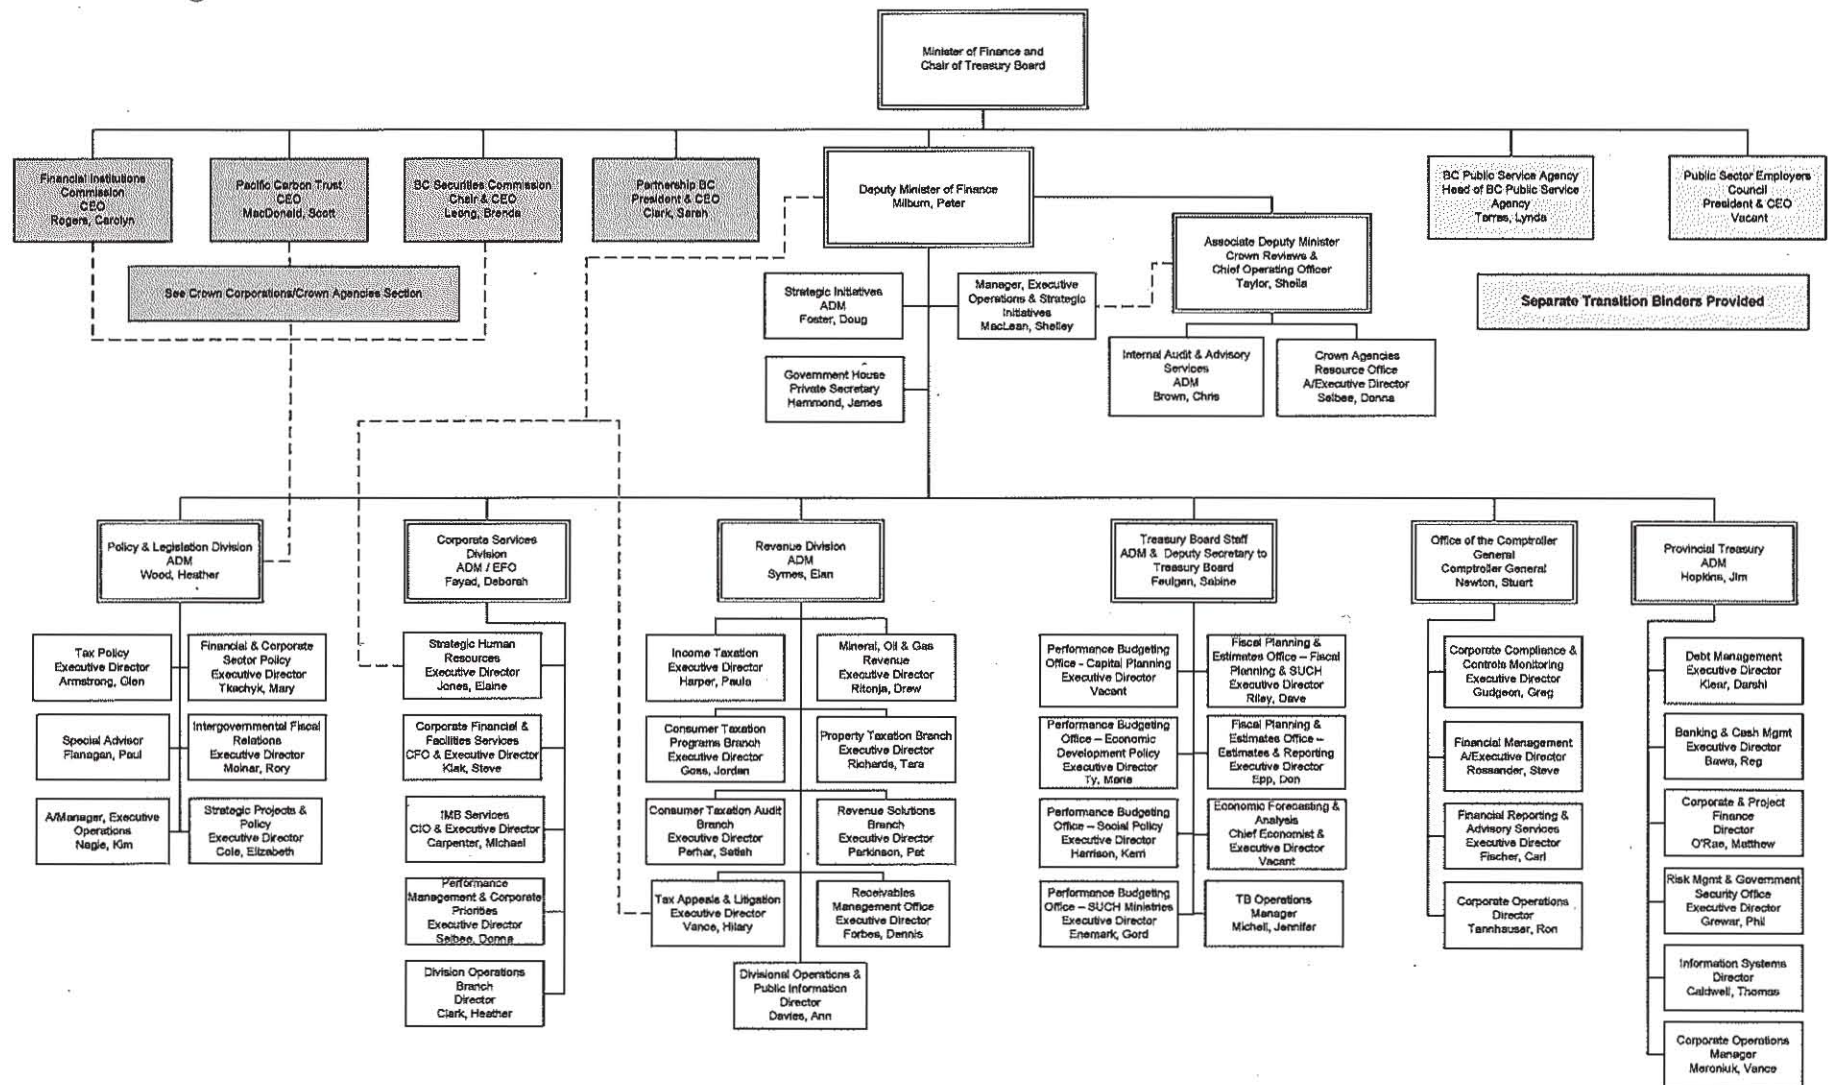 Minister of Finance and
Chair of Treasury Board
Financial Institutions
Commission
CEO
Rogers, Carolyn
Pacific Carbon Trust
CEO
MacDonald, Scott
BC Securities Commission
Chair & CEO
Leong, Brenda
Partnership BC
President & CEO
Clark, Sarah
Deputy Minister of Finance
Milburn, Peter
BC Public Service Agency
Head of BC Public Service
Agency
Tarras, Lynda
Public Sector Employers
Council
President & CEO
Vacant
See Crown Corporations/Crown Agencies Section
Associate Deputy Minister
Crown Reviews &
Chief Operating Officer
Taylor, Sheila
Strategic Initiatives
ADM
Foster, Doug
Manager, Executive
Operations & Strategic
Initiatives
MacLean, Shelley
Separate Transition Binders Provided
Government House
Private Secretary
Hammond, James
Internal Audit & Advisory
Services
ADM
Brown, Chris
Crown Agencies
Resource Office
A/Executive Director
Selbee, Donna
Policy & Legislation Division
ADM
Wood, Heather
Corporate Services
Division
ADM / EFO
Fayad, Deborah
Revenue Division
ADM
Symes, Elan
Treasury Board Staff
ADM & Deputy Secretary to
Treasury Board
Feulgen, Sabine
Office of the Comptroller
General
Comptroller General
Newton, Stuart
Provincial Treasury
ADM
Hopkins, Jim
Tax Policy
Executive Director
Armstrong, Glen
Financial & Corporate
Sector Policy
Executive Director
Tkachyk, Mary
Special Advisor
Flanagan, Paul
Intergovernmental Fiscal
Relations
Executive Director
Molnar, Rory
A/Manager, Executive
Operations
Nagle, Kim
Strategic Projects &
Policy
Executive Director
Cole, Elizabeth
Strategic Human
Resources
Executive Director
Jones, Elaine
Corporate Financial &
Facilities Services
CFO & Executive Director
Klak, Steve
IMB Services
CIO & Executive Director
Carpenter, Michael
Performance
Management & Corporate
Priorities
Executive Director
Selbee, Donna
Division Operations
Branch
Director
Clark, Heather
Income Taxation
Executive Director
Harper, Paula
Mineral, Oil & Gas
Revenue
Executive Director
Ritonja, Drew
Consumer Taxation
Programs Branch
Executive Director
Goss, Jordan
Property Taxation Branch
Executive Director
Richards, Tara
Consumer Taxation Audit
Branch
Executive Director
Perhar, Satish
Revenue Solutions
Branch
Executive Director
Parkinson, Pat
Tax Appeals & Litigation
Executive Director
Vance, Hilary
Receivables
Management Office
Executive Director
Forbes, Dennis
Divisional Operations &
Public Information
Director
Davies, Ann
Performance Budgeting
Office - Capital Planning
Executive Director
Vacant
Fiscal Planning &
Estimates Office – Fiscal
Planning & SUCH
Executive Director
Riley, Dave
Performance Budgeting
Office – Economic
Development Policy
Executive Director
Ty, Marie
Fiscal Planning &
Estimates Office –
Estimates & Reporting
Executive Director
Epp, Don
Performance Budgeting
Office – Social Policy
Executive Director
Harrison, Kerri
Economic Forecasting &
Analysis
Chief Economist &
Executive Director
Vacant
Performance Budgeting
Office – SUCH Ministries
Executive Director
Enemark, Gord
TB Operations
Manager
Michell, Jennifer
Corporate Compliance &
Controls Monitoring
Executive Director
Gudgeon, Greg
Financial Management
A/Executive Director
Rossander, Steve
Financial Reporting &
Advisory Services
Executive Director
Fischer, Carl
Corporate Operations
Director
Tannhauser, Ron
Debt Management
Executive Director
Klear, Darshi
Banking & Cash Mgmt
Executive Director
Bawa, Reg
Corporate & Project
Finance
Director
O'Rae, Matthew
Risk Mgmt & Government
Security Office
Executive Director
Grewar, Phil
Information Systems
Director
Caldwell, Thomas
Corporate Operations
Manager
Meroniuk, Vance